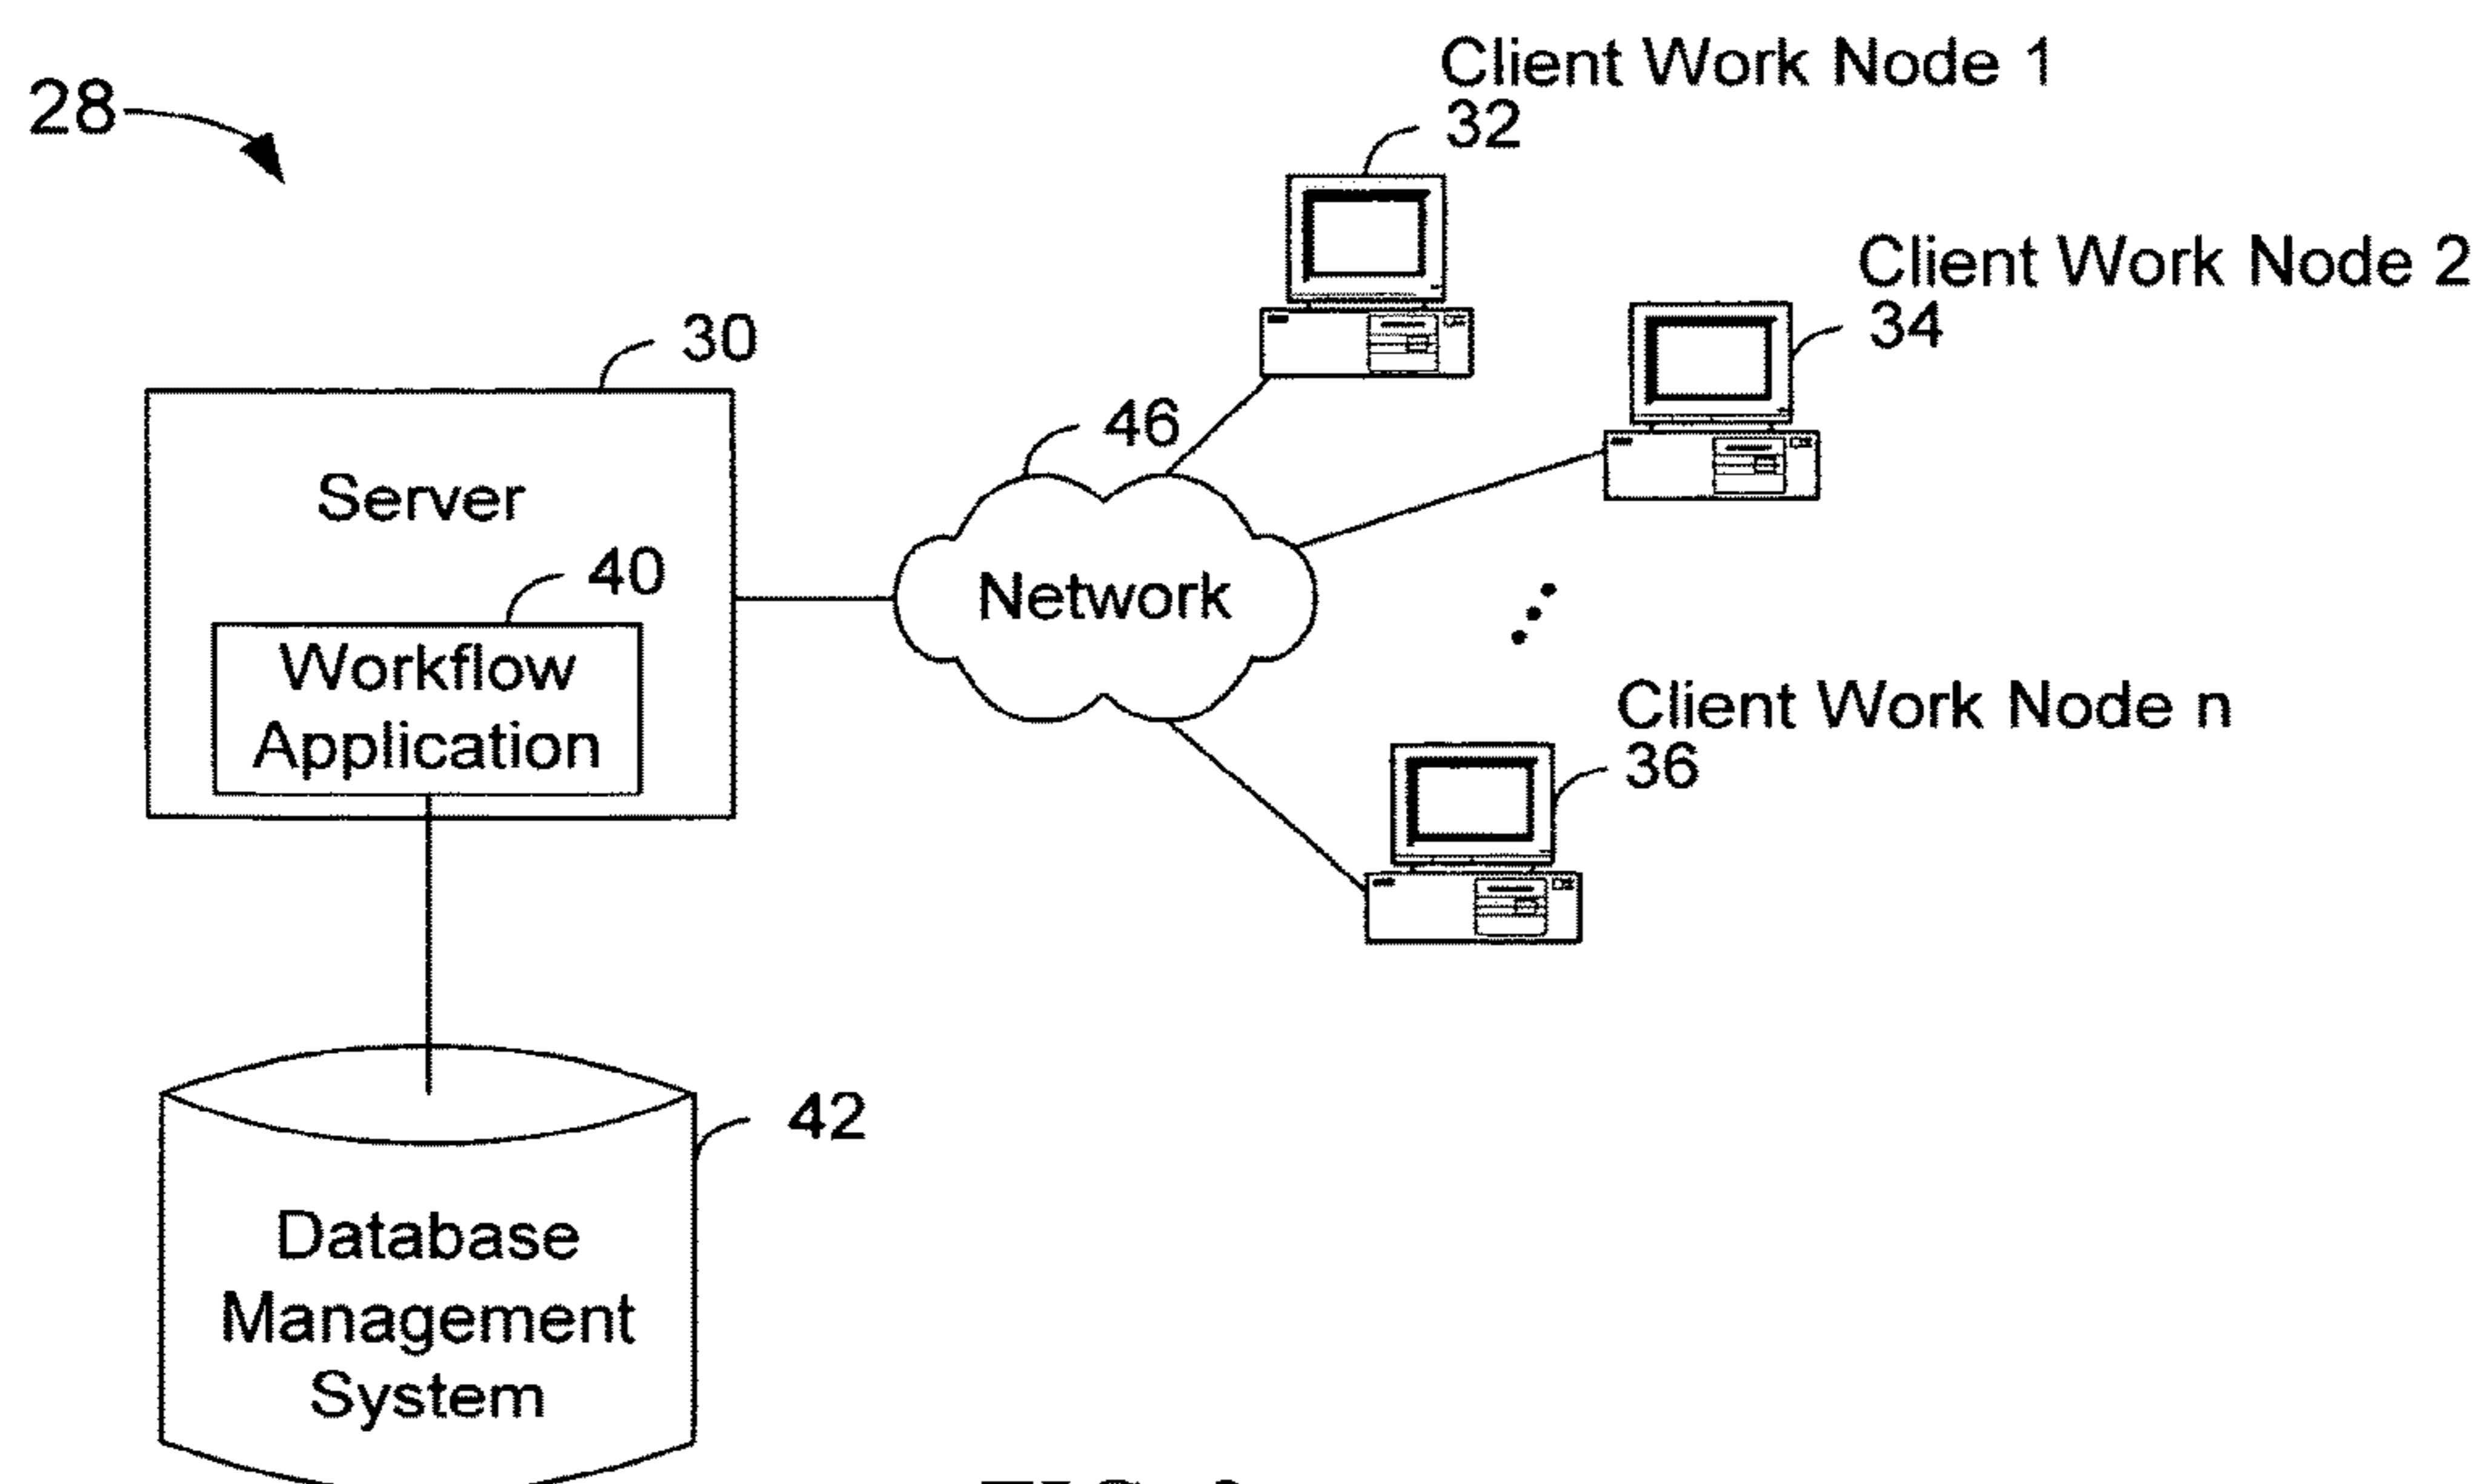 28
Client Work Node 1
32
Client Work Node 2
34
30
Server
46
Network
40
Workflow
Application
Client Work Node n
36
42
Database
Management
System